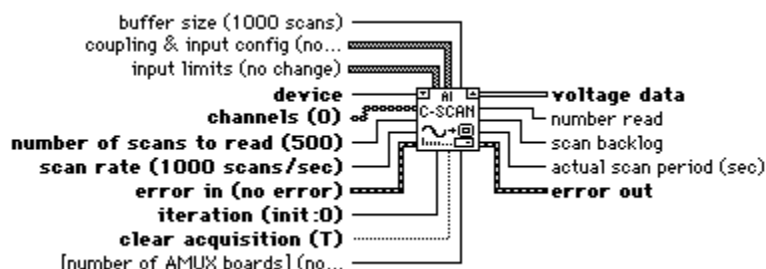 buffer size (1000 scans)
coupling & input config (no...
input limits (no change)
device
channels (0)
number of scans to read (500)
scan rate (1000 scans/sec)
error in (no error)
iteration (init:0)
clear acquisition (T)
[number of AMUX boards] (no...
AI
C-SCAN
voltage data
number read
scan backlog
actual scan period (sec)
error out